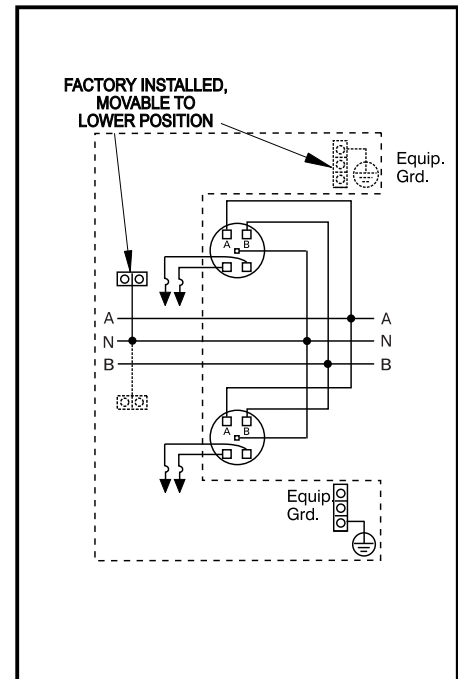 FACTORY INSTALLED,
MOVABLE TO
LOWER POSITION
Equip.
Grd.
A B
A A
N N
B B
A B
Equip.
Grd.